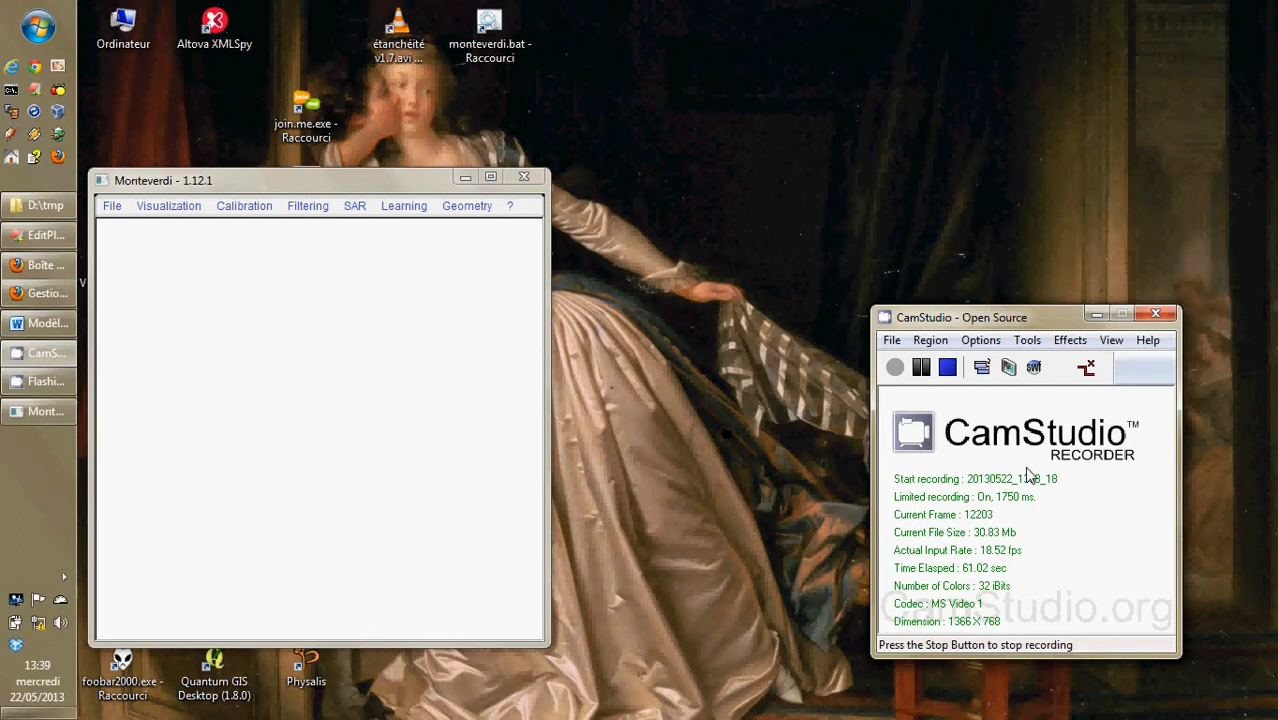 Ordinateur
Altova XMLSpy
étanchéité
v1.7.avi ...
monteverdi.bat -
Raccourci
join.me.exe -
Raccourci
Monteverdi - 1.12.1
File Visualization Calibration Filtering SAR Learning Geometry ?
D:\tmp
EditPl...
Boîte ...
Gestio...
Modèl...
CamS...
Flashi...
Mont...
V
CamStudio - Open Source
File Region Options Tools Effects View Help
SWF
CamStudio™
RECORDER
Limited recording : On, 1750 ms.
Current Frame : 12203
Current File Size : 30.83 Mb
Actual Input Rate : 18.52 fps
Time Elasped : 61.02 sec
Number of Colors : 32 iBits
Codec : MS Video 1
Dimension : 1366 X 768
CamStudio.org
Press the Stop Button to stop recording
13:39
mercredi
22/05/2013
foobar2000.exe -
Raccourci
Quantum GIS
Desktop (1.8.0)
Physalis